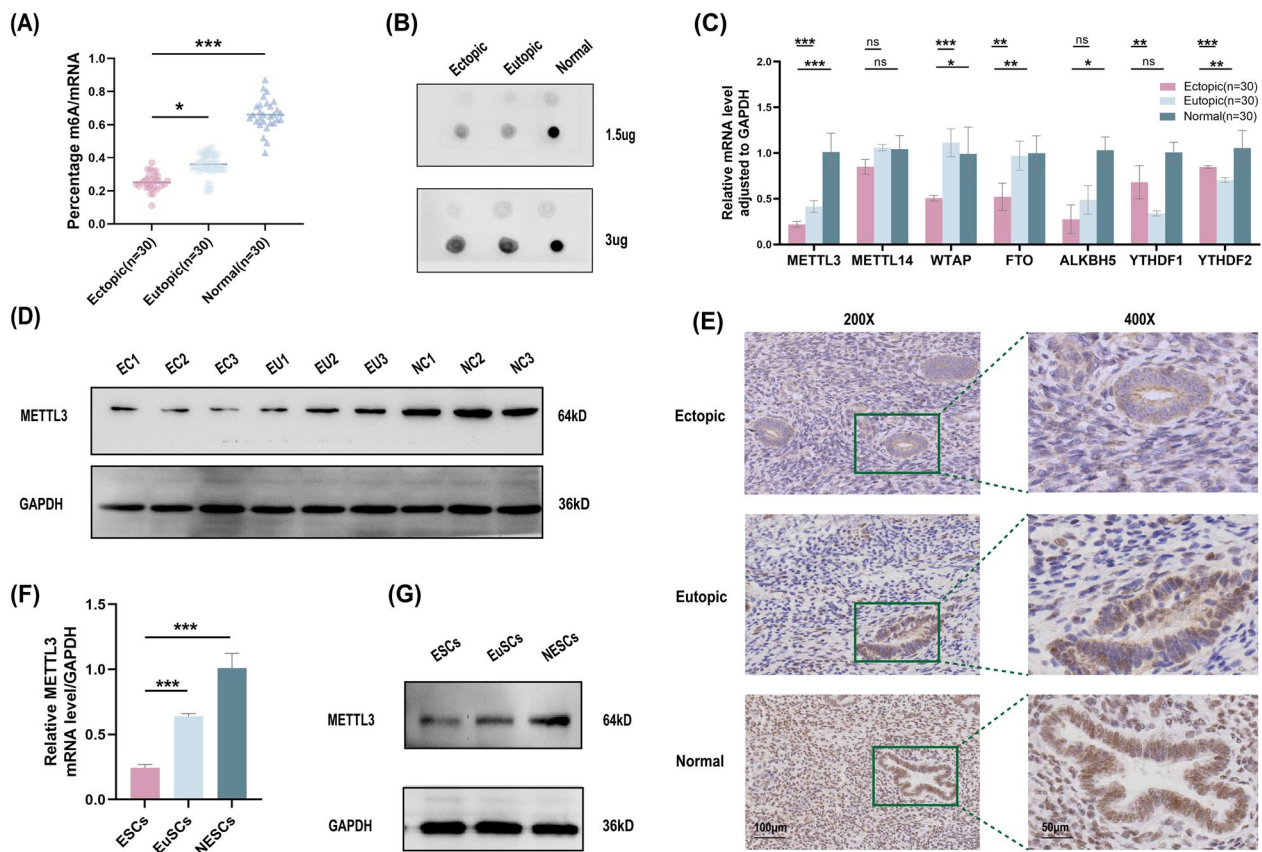 (A)
Percentage m6A/mRNA
1.0
0.8
0.6
0.4
0.2
0.0
***
*
Ectopic(n=30)
Eutopic(n=30)
Normal(n=30)
(B)
Ectopic
Eutopic
Normal
1.5ug
3ug
(C)
Relative mRNA level
adjusted to GAPDH
2.0
1.5
1.0
0.5
0.0
*** ns *** ** ns ** ***
*** ns * ** * ns **
Ectopic(n=30)
Eutopic(n=30)
Normal(n=30)
METTL3 METTL14 WTAP FTO ALKBH5 YTHDF1 YTHDF2
(D)
EC1 EC2 EC3 EU1 EU2 EU3 NC1 NC2 NC3
METTL3 64kD
GAPDH 36kD
(E)
200X 400X
Ectopic
Eutopic
Normal
100μm 50μm
(F)
Relative METTL3
mRNA level/GAPDH
1.5
1.0
0.5
0.0
***
***
ESCs
EuSCs
NESCs
(G)
ESCs EuSCs NESCs
METTL3 64kD
GAPDH 36kD